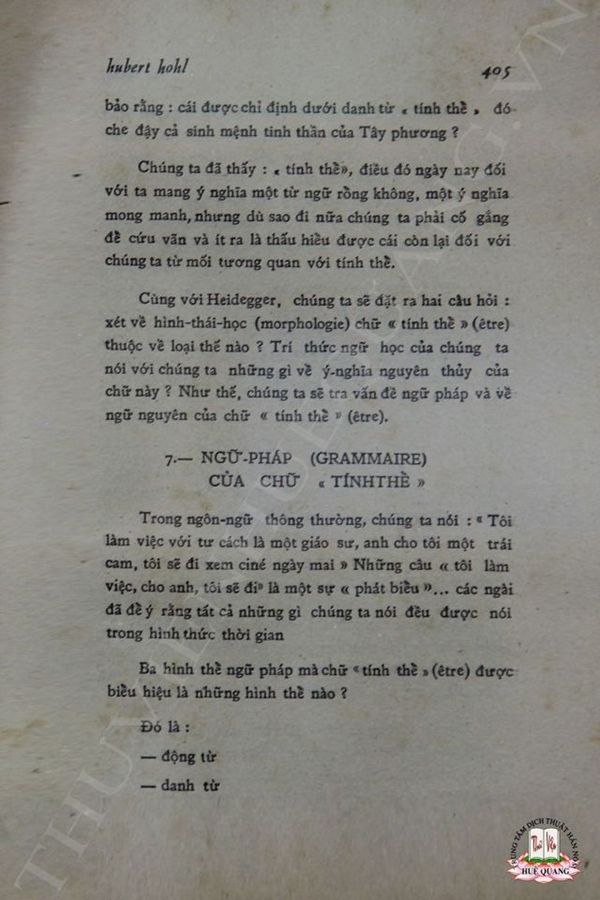 hubert hohl 405
bảo rằng : cái được chỉ định dưới danh từ « tính thể » đó
che đậy cả sinh mệnh tinh thần của Tây phương ?
Chúng ta đã thấy : « tính thể», điều đó ngày nay đối
với ta mang ý nghĩa một từ ngữ rỗng không, một ý nghĩa
mong manh, nhưng dù sao đi nữa chúng ta phải cố gắng
để cứu vãn và ít ra là thấu hiểu được cái còn lại đối với
chúng ta từ mối tương quan với tính thể.
Cùng với Heidegger, chúng ta sẽ đặt ra hai câu hỏi :
xét về hình-thái-học (morphologie) chữ « tính thể » (être)
thuộc về loại thế nào ? Trí thức ngữ học của chúng ta
nói với chúng ta những gì về ý-nghĩa nguyên thủy của
chữ này ? Như thế, chúng ta sẽ tra vấn đề ngữ pháp và về
ngữ nguyên của chữ « tính thể » (être).
7.— NGỮ-PHÁP (GRAMMAIRE)
CỦA CHỮ « TÍNHTHỂ »
Trong ngôn-ngữ thông thường, chúng ta nói : « Tôi
làm việc với tư cách là một giáo sư, anh cho tôi một trái
cam, tôi sẽ đi xem ciné ngày mai » Những câu « tôi làm
việc, cho anh, tôi sẽ đi» là một sự « phát biểu »... các ngài
đã để ý rằng tất cả những gì chúng ta nói đều được nói
trong hình thức thời gian
Ba hình thể ngữ pháp mà chữ «tính thể » (être) được
biểu hiệu là những hình thể nào ?
Đó là :
— động từ
— danh từ
TRUNG TÂM DỊCH THUẬT HÁN NÔM
HUỆ QUANG